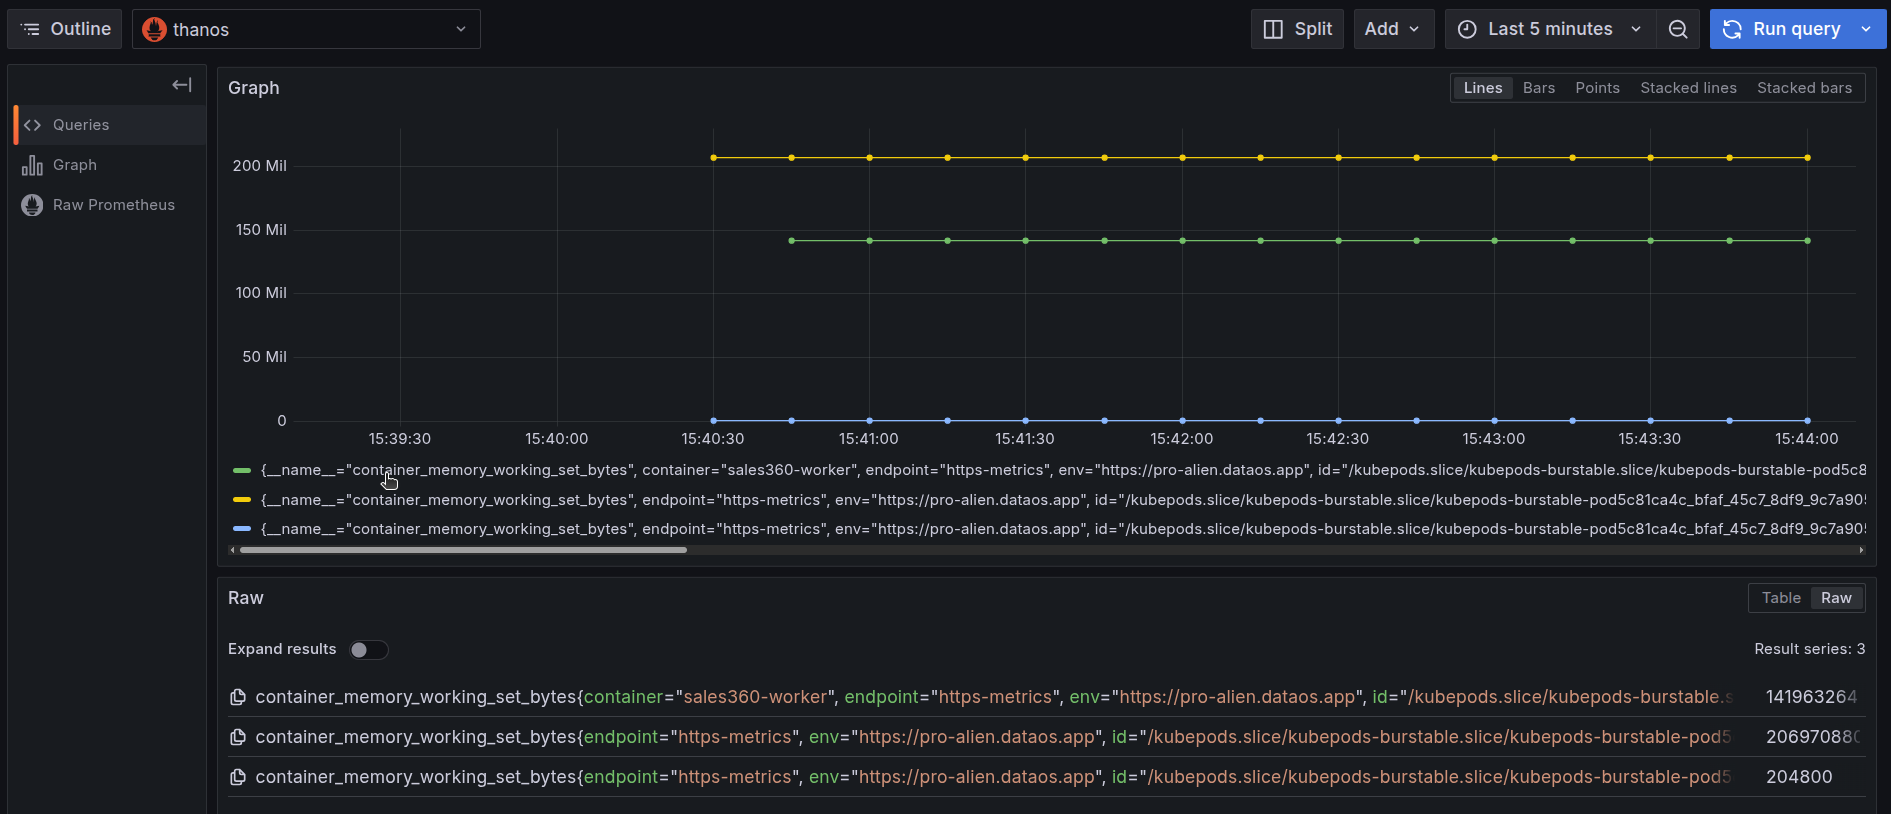 Outline thanos Split Add Last 5 minutes Run query
Queries
Graph
Raw Prometheus
Graph Lines Bars Points Stacked lines Stacked bars
200 Mil
150 Mil
100 Mil
50 Mil
0
15:39:30 15:40:00 15:40:30 15:41:00 15:41:30 15:42:00 15:42:30 15:43:00 15:43:30 15:44:00
{__name__="container_memory_working_set_bytes", container="sales360-worker", endpoint="https-metrics", env="https://pro-alien.dataos.app", id="/kubepods.slice/kubepods-burstable.slice/kubepods-burstable-pod5c8
{__name__="container_memory_working_set_bytes", endpoint="https-metrics", env="https://pro-alien.dataos.app", id="/kubepods.slice/kubepods-burstable.slice/kubepods-burstable-pod5c81ca4c_bfaf_45c7_8df9_9c7a905
{__name__="container_memory_working_set_bytes", endpoint="https-metrics", env="https://pro-alien.dataos.app", id="/kubepods.slice/kubepods-burstable.slice/kubepods-burstable-pod5c81ca4c_bfaf_45c7_8df9_9c7a905
Raw Table Raw
Expand results Result series: 3
container_memory_working_set_bytes{container="sales360-worker", endpoint="https-metrics", env="https://pro-alien.dataos.app", id="/kubepods.slice/kubepods-burstable.s 141963264
container_memory_working_set_bytes{endpoint="https-metrics", env="https://pro-alien.dataos.app", id="/kubepods.slice/kubepods-burstable.slice/kubepods-burstable-pod5 206970880
container_memory_working_set_bytes{endpoint="https-metrics", env="https://pro-alien.dataos.app", id="/kubepods.slice/kubepods-burstable.slice/kubepods-burstable-pod5 204800